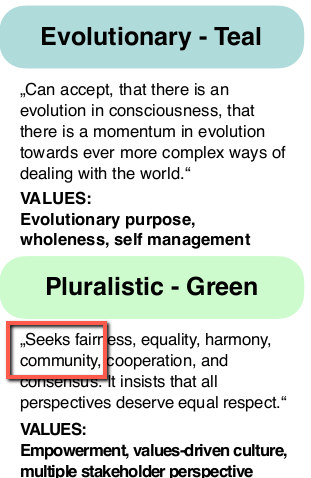 Evolutionary - Teal
„Can accept, that there is an
evolution in consciousness, that
there is a momentum in evolution
towards ever more complex ways of
dealing with the world.“
VALUES:
Evolutionary purpose,
wholeness, self management
Pluralistic - Green
„Seeks fairness, equality, harmony,
community, cooperation, and
consensus. It insists that all
perspectives deserve equal respect.“
VALUES:
Empowerment, values-driven culture,
multiple stakeholder perspective